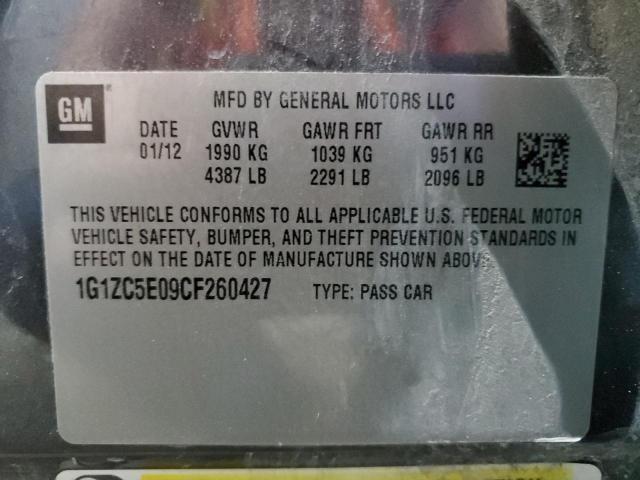 GM
MFD BY GENERAL MOTORS LLC
DATE GVWR GAWR FRT GAWR RR
01/12 1990 KG 1039 KG 951 KG
4387 LB 2291 LB 2096 LB
THIS VEHICLE CONFORMS TO ALL APPLICABLE U.S. FEDERAL MOTOR
VEHICLE SAFETY, BUMPER, AND THEFT PREVENTION STANDARDS IN
EFFECT ON THE DATE OF MANUFACTURE SHOWN ABOVE.
1G1ZC5E09CF260427 TYPE: PASS CAR